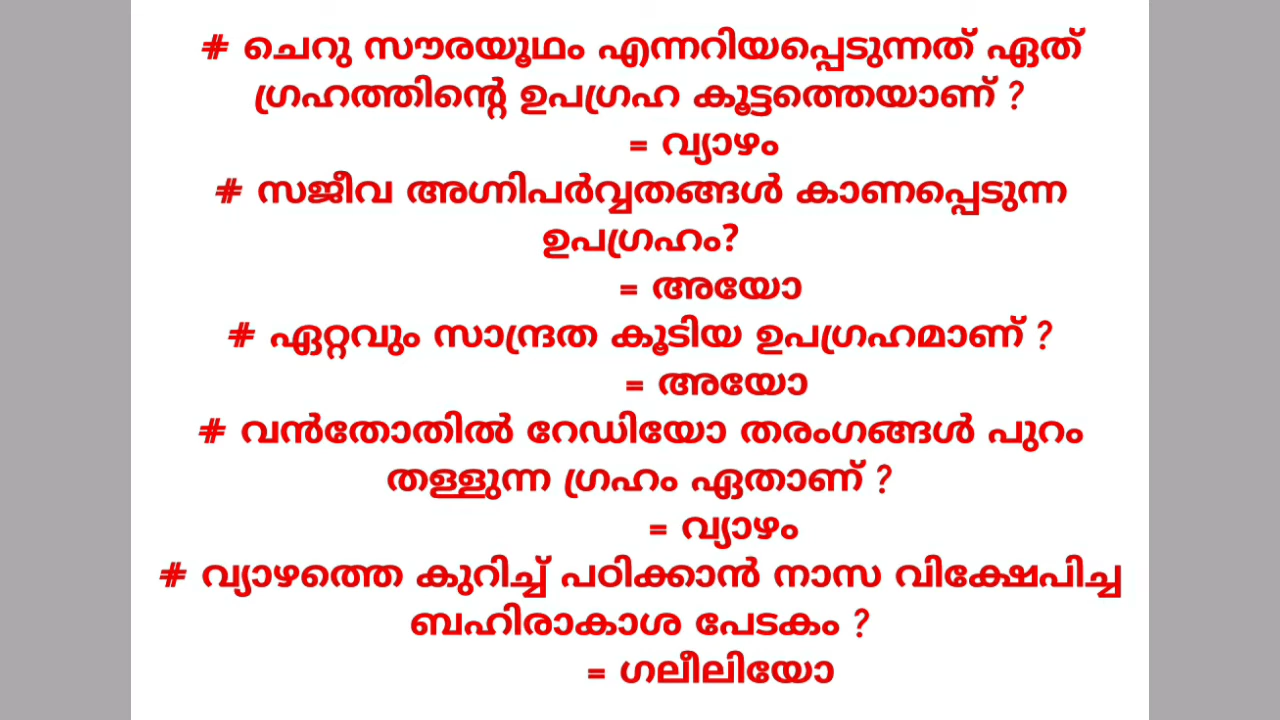 # ചെറു സൗരയൂഥം എന്നറിയപ്പെടുന്നത് ഏത്
ഗ്രഹത്തിന്റെ ഉപഗ്രഹ കൂട്ടത്തെയാണ് ?
= വ്യാഴം
# സജീവ അഗ്നിപർവ്വതങ്ങൾ കാണപ്പെടുന്ന
ഉപഗ്രഹം?
= അയോ
# ഏറ്റവും സാന്ദ്രത കൂടിയ ഉപഗ്രഹമാണ് ?
= അയോ
# വൻതോതിൽ റേഡിയോ തരംഗങ്ങൾ പുറം
തള്ളുന്ന ഗ്രഹം ഏതാണ് ?
= വ്യാഴം
# വ്യാഴത്തെ കുറിച്ച് പഠിക്കാൻ നാസ വിക്ഷേപിച്ച
ബഹിരാകാശ പേടകം ?
= ഗലീലിയോ